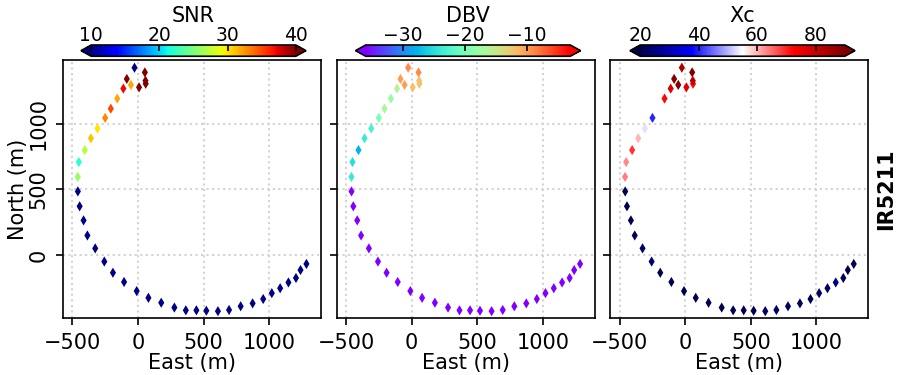 SNR DBV Xc
10 20 30 40 −30 −20 −10 20 40 60 80
North (m)
1000
500
0
IR5211
−500 0 500 1000 −500 0 500 1000 −500 0 500 1000
East (m) East (m) East (m)